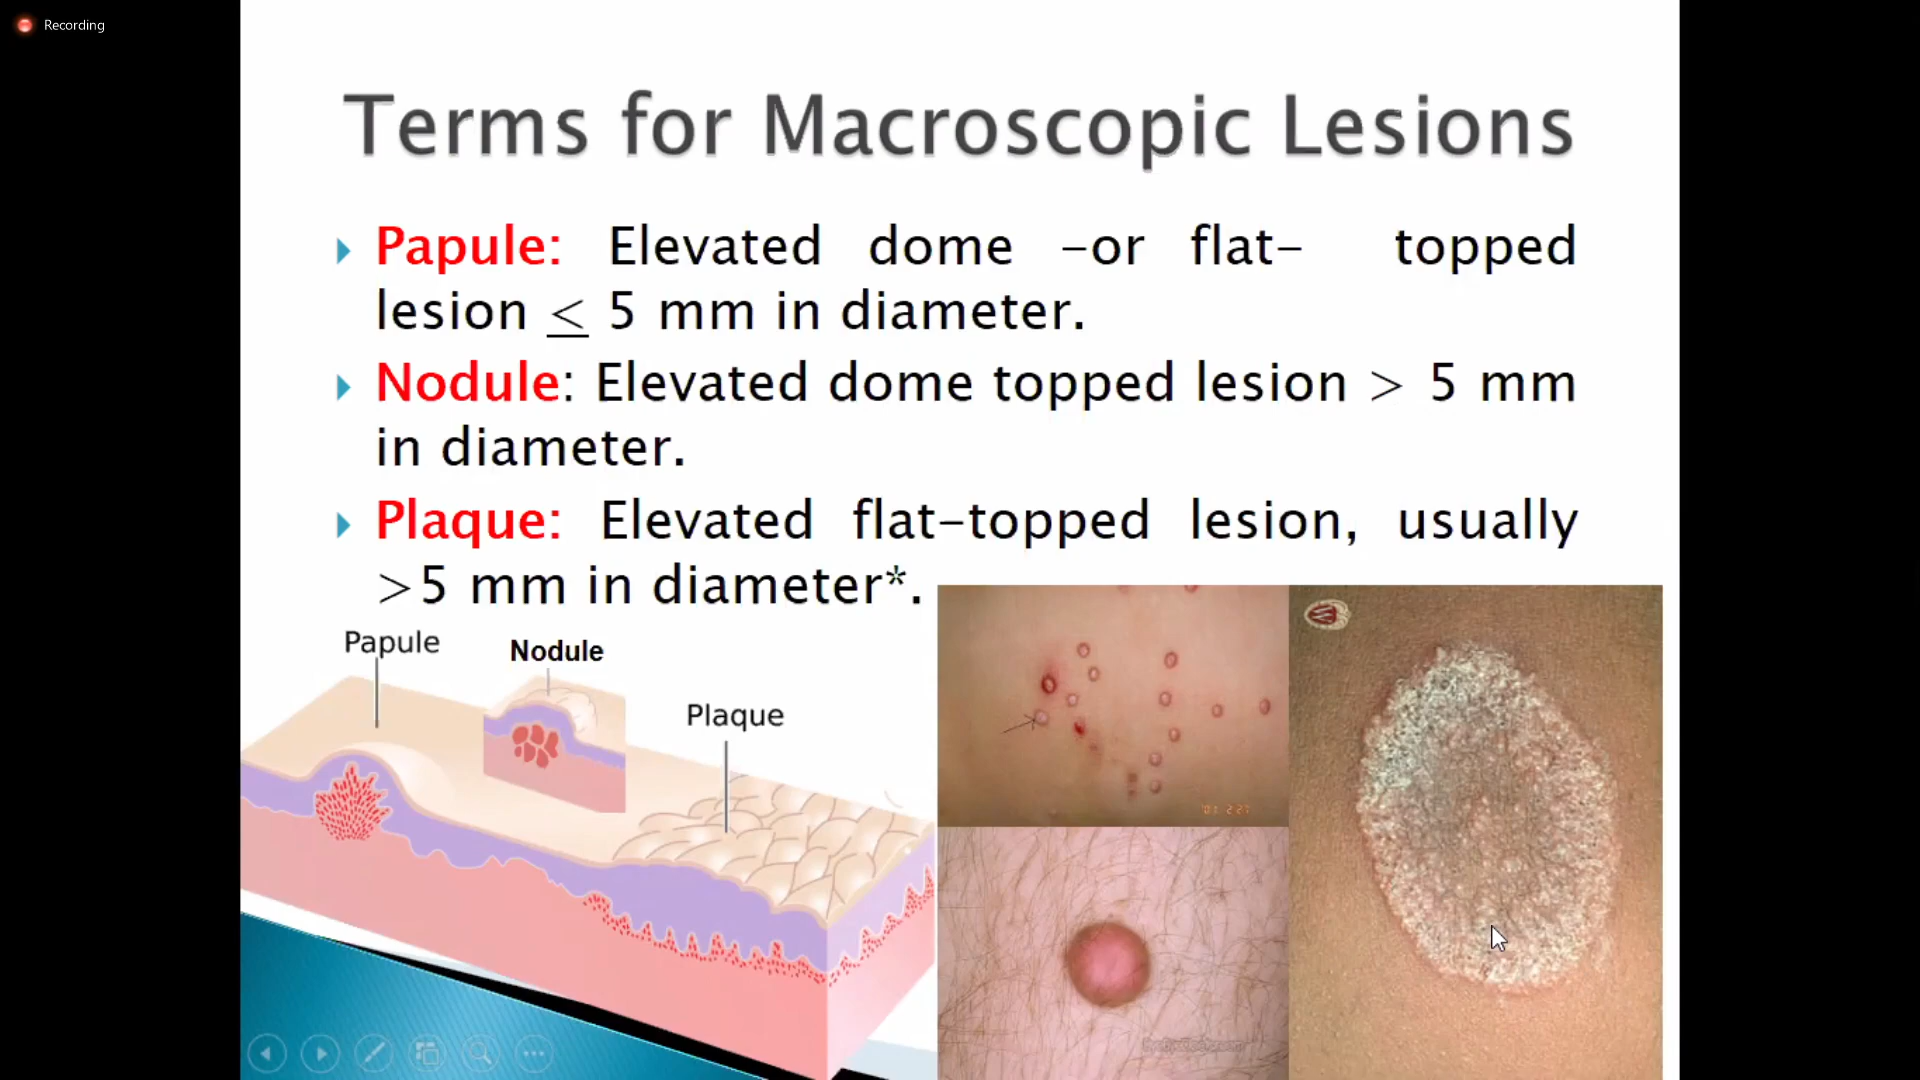 Recording
Terms for Macroscopic Lesions
Papule: Elevated dome -or flat- topped
lesion ≤ 5 mm in diameter.
Nodule: Elevated dome topped lesion > 5 mm
in diameter.
Plaque: Elevated flat-topped lesion, usually
>5 mm in diameter*.
Papule
Nodule
Plaque